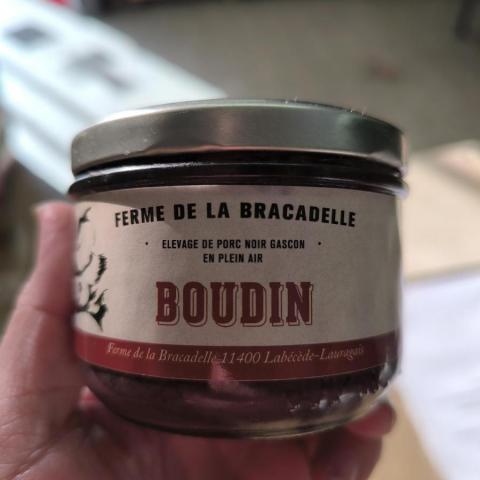 FERME DE LA BRACADELLE
• ELEVAGE DE PORC NOIR GASCON •
EN PLEIN AIR
BOUDIN
Ferme de la Bracadelle 11400 Labécède-Lauragais